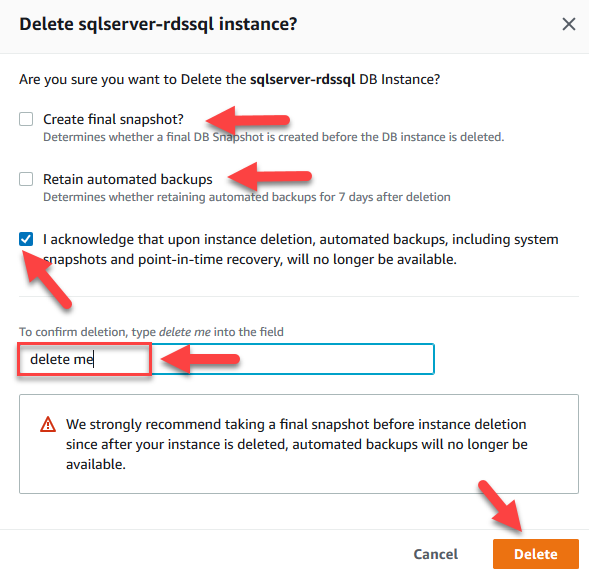 Delete sqlserver-rdssql instance?
Are you sure you want to Delete the sqlserver-rdssql DB Instance?
Create final snapshot?
Determines whether a final DB Snapshot is created before the DB instance is deleted.
Retain automated backups
Determines whether retaining automated backups for 7 days after deletion
I acknowledge that upon instance deletion, automated backups, including system
snapshots and point-in-time recovery, will no longer be available.
To confirm deletion, type delete me into the field
delete me
We strongly recommend taking a final snapshot before instance deletion
since after your instance is deleted, automated backups will no longer be
available.
Cancel
Delete